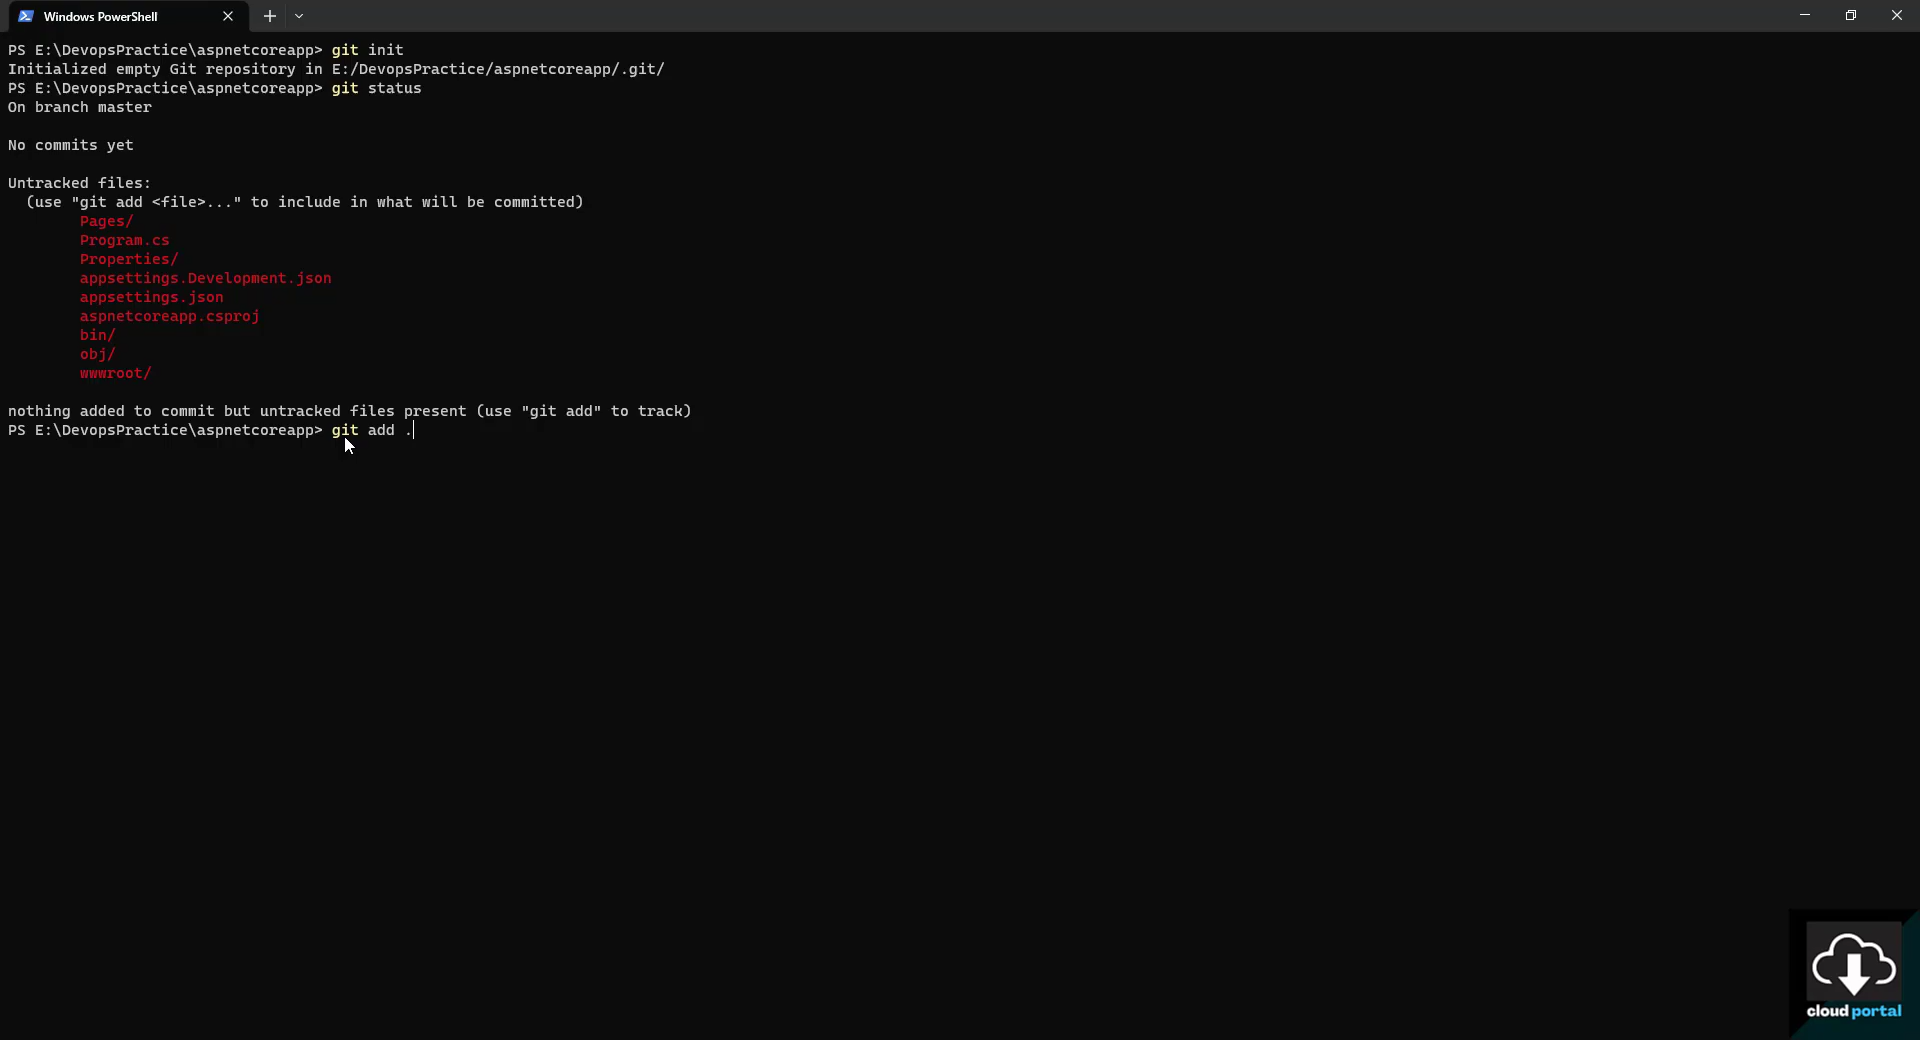 Windows PowerShell
PS E:\DevopsPractice\aspnetcoreapp> git init
Initialized empty Git repository in E:/DevopsPractice/aspnetcoreapp/.git/
PS E:\DevopsPractice\aspnetcoreapp> git status
On branch master
No commits yet
Untracked files:
  (use "git add <file>..." to include in what will be committed)
        Pages/
        Program.cs
        Properties/
        appsettings.Development.json
        appsettings.json
        aspnetcoreapp.csproj
        bin/
        obj/
        wwwroot/
nothing added to commit but untracked files present (use "git add" to track)
PS E:\DevopsPractice\aspnetcoreapp> git add .
cloud portal